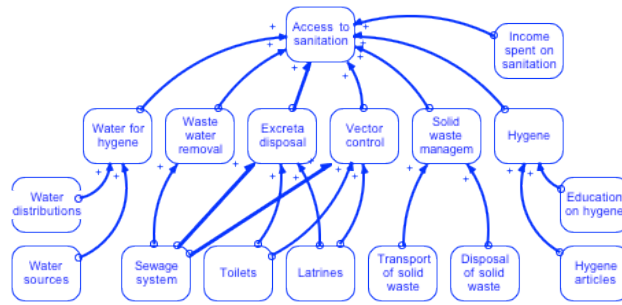 Access to
sanitation
Income
spent on
sanitation
Water for
hygene
Waste
water
removal
Excreta
disposal
Vector
control
Solid
waste
managem
Hygene
Water
distributions
Education
on hygene
Water
sources
Sewage
system
Toilets
Latrines
Transport
of solid
waste
Disposal
of solid
waste
Hygene
articles